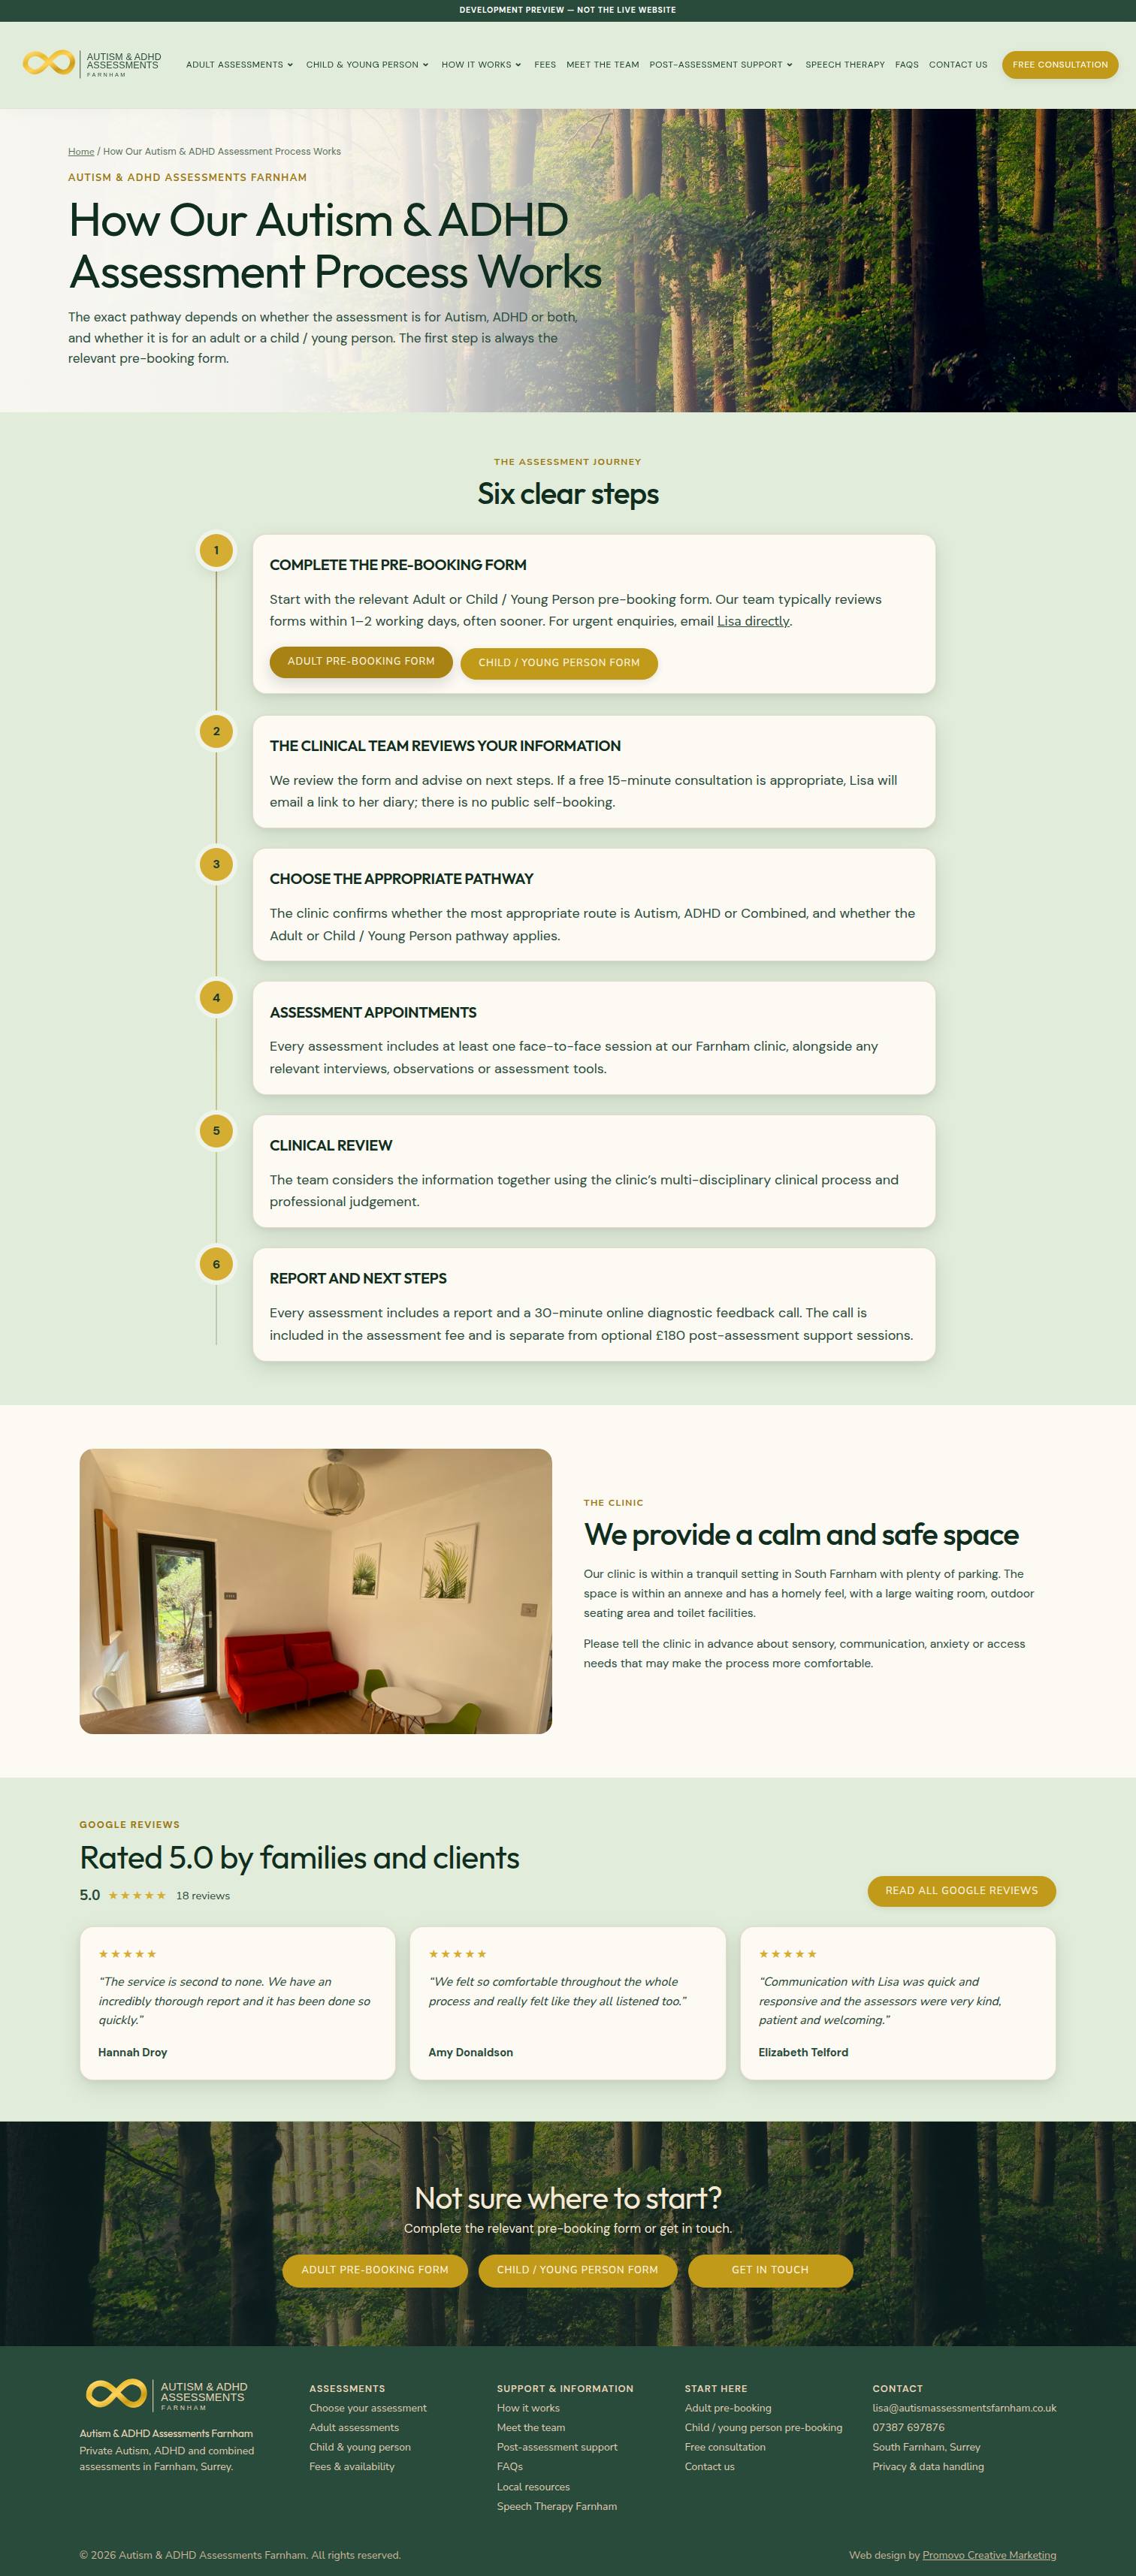 DEVELOPMENT PREVIEW — NOT THE LIVE WEBSITE
AUTISM & ADHD
ASSESSMENTS
FARNHAM
ADULT ASSESSMENTS
CHILD & YOUNG PERSON
HOW IT WORKS
FEES
MEET THE TEAM
POST-ASSESSMENT SUPPORT
SPEECH THERAPY
FAQS
CONTACT US
FREE CONSULTATION
Home / How Our Autism & ADHD Assessment Process Works
AUTISM & ADHD ASSESSMENTS FARNHAM
How Our Autism & ADHD
Assessment Process Works
The exact pathway depends on whether the assessment is for Autism, ADHD or both,
and whether it is for an adult or a child / young person. The first step is always the
relevant pre-booking form.
THE ASSESSMENT JOURNEY
Six clear steps
1
COMPLETE THE PRE-BOOKING FORM
Start with the relevant Adult or Child / Young Person pre-booking form. Our team typically reviews
forms within 1–2 working days, often sooner. For urgent enquiries, email Lisa directly.
ADULT PRE-BOOKING FORM
CHILD / YOUNG PERSON FORM
2
THE CLINICAL TEAM REVIEWS YOUR INFORMATION
We review the form and advise on next steps. If a free 15-minute consultation is appropriate, Lisa will
email a link to her diary; there is no public self-booking.
3
CHOOSE THE APPROPRIATE PATHWAY
The clinic confirms whether the most appropriate route is Autism, ADHD or Combined, and whether the
Adult or Child / Young Person pathway applies.
4
ASSESSMENT APPOINTMENTS
Every assessment includes at least one face-to-face session at our Farnham clinic, alongside any
relevant interviews, observations or assessment tools.
5
CLINICAL REVIEW
The team considers the information together using the clinic’s multi-disciplinary clinical process and
professional judgement.
6
REPORT AND NEXT STEPS
Every assessment includes a report and a 30-minute online diagnostic feedback call. The call is
included in the assessment fee and is separate from optional £180 post-assessment support sessions.
THE CLINIC
We provide a calm and safe space
Our clinic is within a tranquil setting in South Farnham with plenty of parking. The
space is within an annexe and has a homely feel, with a large waiting room, outdoor
seating area and toilet facilities.
Please tell the clinic in advance about sensory, communication, anxiety or access
needs that may make the process more comfortable.
GOOGLE REVIEWS
Rated 5.0 by families and clients
5.0 ★★★★★ 18 reviews
READ ALL GOOGLE REVIEWS
★★★★★
“The service is second to none. We have an
incredibly thorough report and it has been done so
quickly.”
Hannah Droy
★★★★★
“We felt so comfortable throughout the whole
process and really felt like they all listened too.”
Amy Donaldson
★★★★★
“Communication with Lisa was quick and
responsive and the assessors were very kind,
patient and welcoming.”
Elizabeth Telford
Not sure where to start?
Complete the relevant pre-booking form or get in touch.
ADULT PRE-BOOKING FORM
CHILD / YOUNG PERSON FORM
GET IN TOUCH
AUTISM & ADHD
ASSESSMENTS
FARNHAM
Autism & ADHD Assessments Farnham
Private Autism, ADHD and combined
assessments in Farnham, Surrey.
ASSESSMENTS
Choose your assessment
Adult assessments
Child & young person
Fees & availability
SUPPORT & INFORMATION
How it works
Meet the team
Post-assessment support
FAQs
Local resources
Speech Therapy Farnham
START HERE
Adult pre-booking
Child / young person pre-booking
Free consultation
Contact us
CONTACT
lisa@autismassessmentsfarnham.co.uk
07387 697876
South Farnham, Surrey
Privacy & data handling
© 2026 Autism & ADHD Assessments Farnham. All rights reserved.
Web design by Promovo Creative Marketing